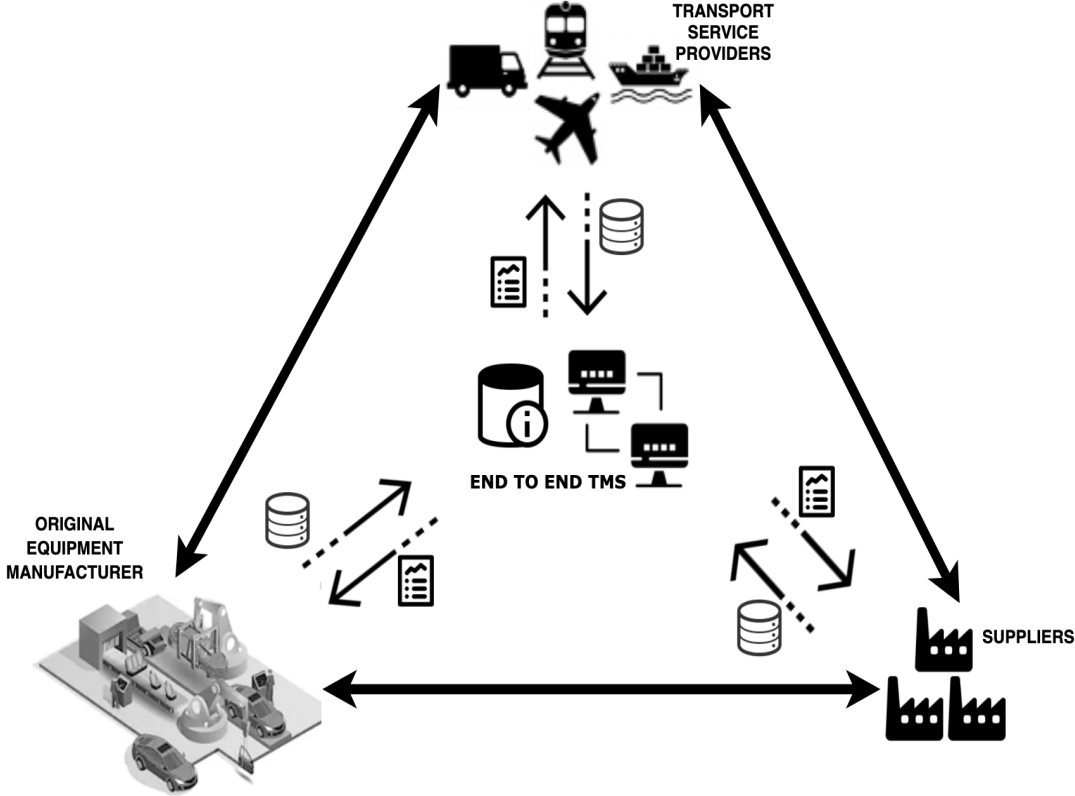 TRANSPORT
SERVICE
PROVIDERS
END TO END TMS
ORIGINAL
EQUIPMENT
MANUFACTURER
SUPPLIERS